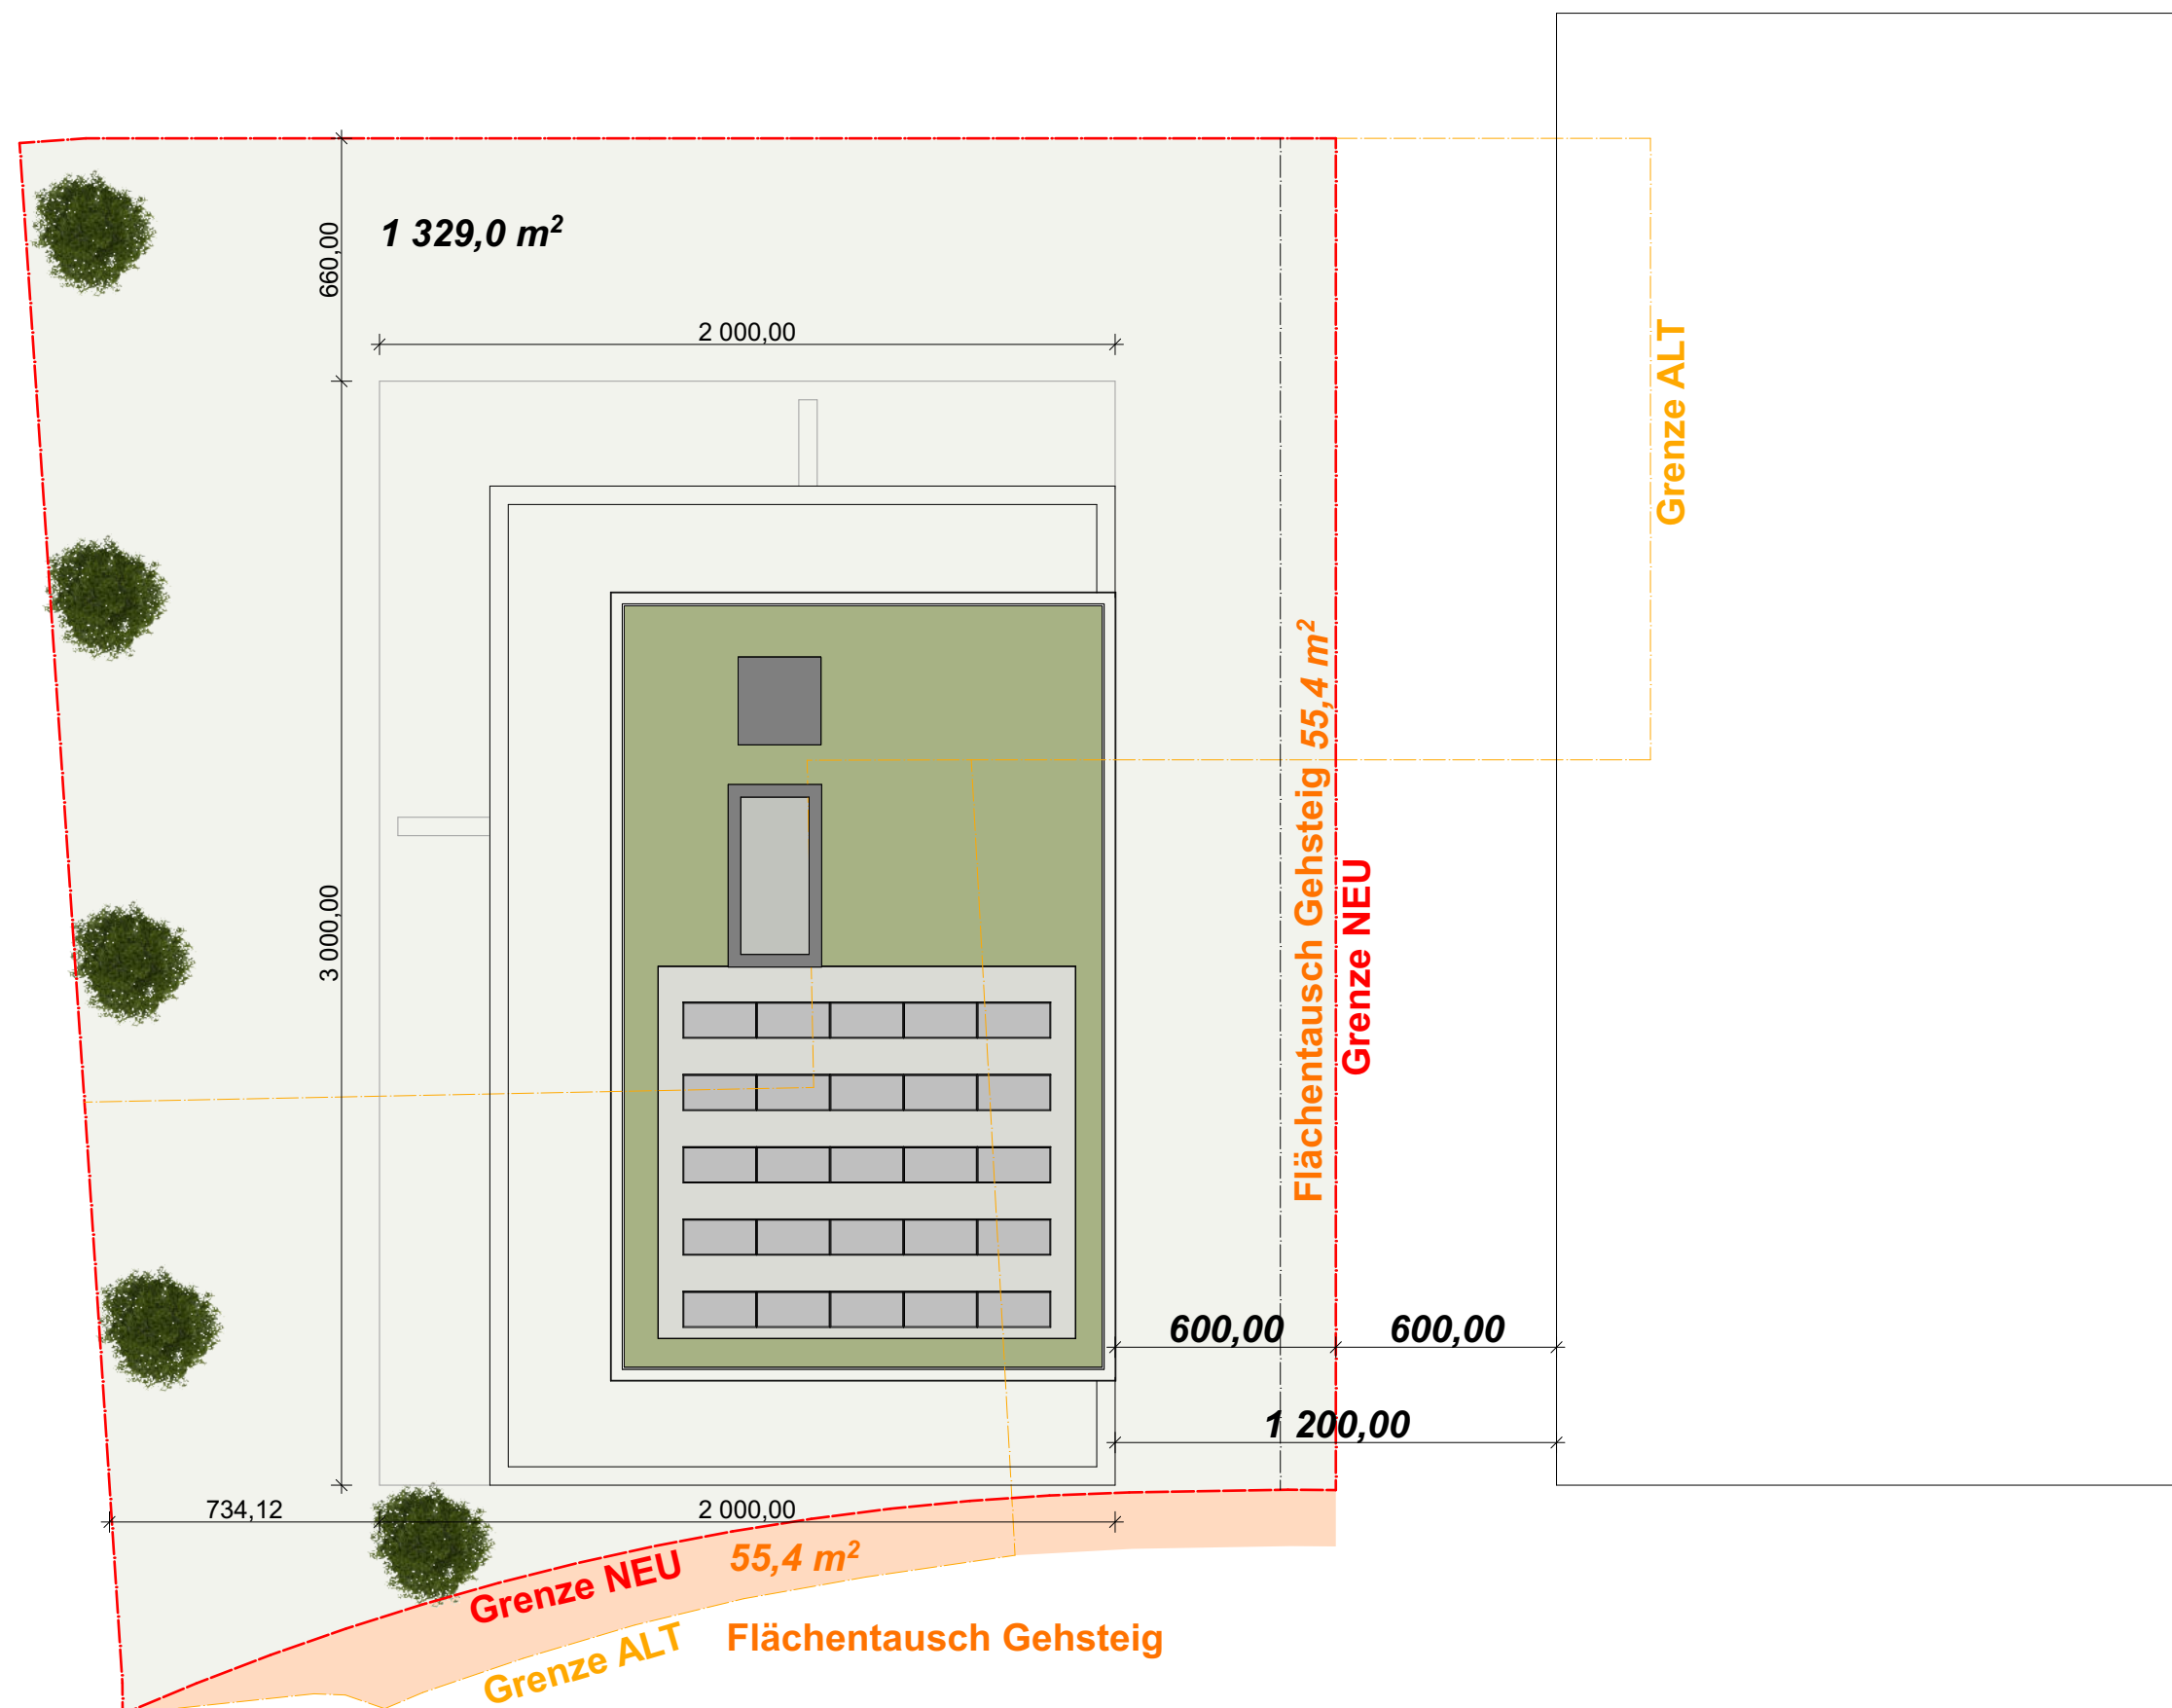 1 329,0 m²
660,00
2 000,00
Grenze ALT
Flächentausch Gehsteig 55,4 m²
Grenze NEU
3 000,00
600,00
600,00
1 200,00
734,12
2 000,00
55,4 m²
Grenze NEU
Flächentausch Gehsteig
Grenze ALT